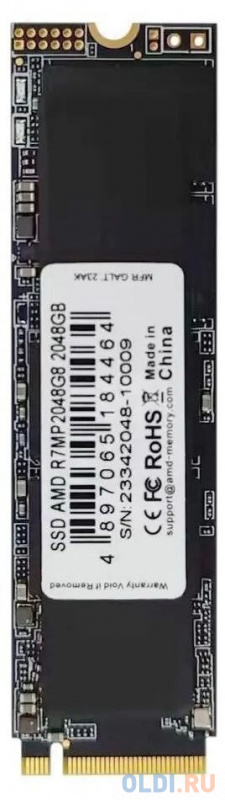 MFR GALT: 23AK
SSD AMD R7MP2048G8 2048GB
4 897065 184464
S/N: 23342048-10009
CE FC RoHS Made in China
support@amd-memory.com
Warranty Void if Removed
OLDI.RU